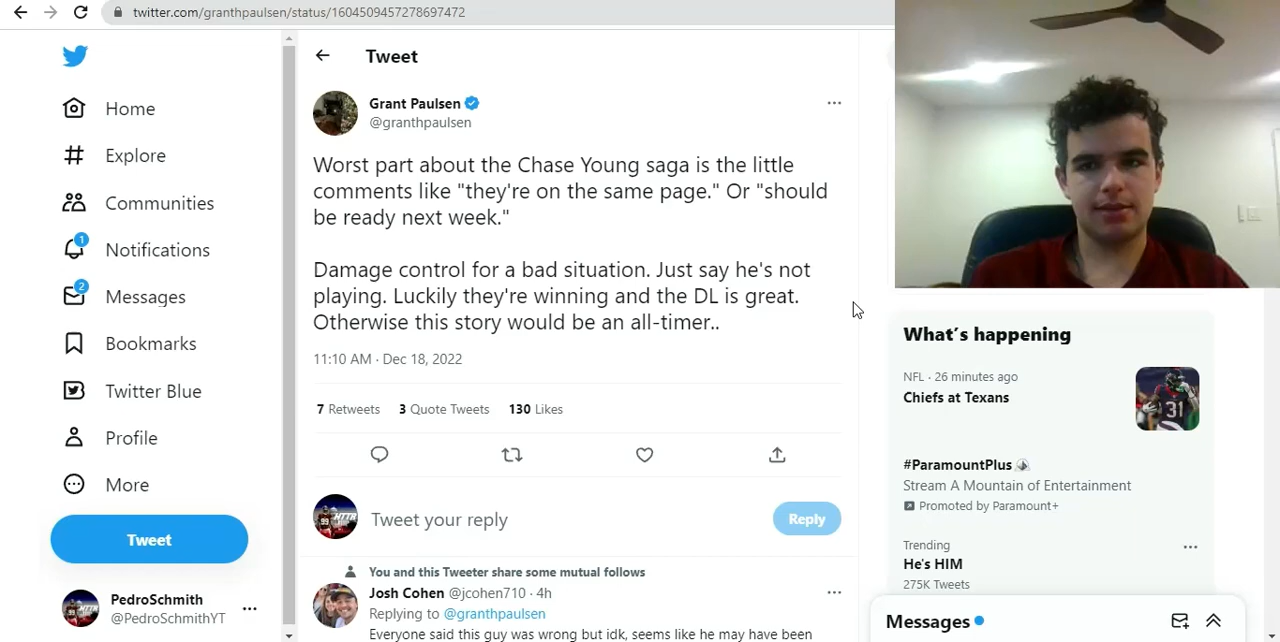 twitter.com/granthpaulsen/status/1604509457278697472
Home
Explore
Communities
1
Notifications
2
Messages
Bookmarks
Twitter Blue
Profile
More
Tweet
PedroSchmith
@PedroSchmithYT
Tweet
Grant Paulsen
@granthpaulsen
Worst part about the Chase Young saga is the little
comments like "they're on the same page." Or "should
be ready next week."
Damage control for a bad situation. Just say he's not
playing. Luckily they're winning and the DL is great.
Otherwise this story would be an all-timer..
11:10 AM · Dec 18, 2022
7 Retweets 3 Quote Tweets 130 Likes
HTTR
Tweet your reply
Reply
You and this Tweeter share some mutual follows
Josh Cohen @jcohen710 · 4h
Replying to @granthpaulsen
Everyone said this guy was wrong but idk, seems like he may have been
What's happening
NFL · 26 minutes ago
Chiefs at Texans
31
#ParamountPlus
Stream A Mountain of Entertainment
Promoted by Paramount+
Trending
He's HIM
275K Tweets
Messages